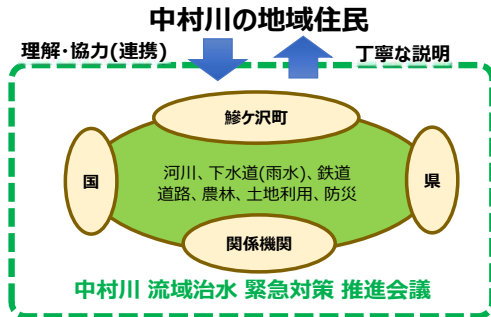 中村川の地域住民
理解・協力(連携)
丁寧な説明
鰺ケ沢町
国
河川、下水道(雨水)、鉄道
道路、農林、土地利用、防災
県
関係機関
中村川 流域治水 緊急対策 推進会議